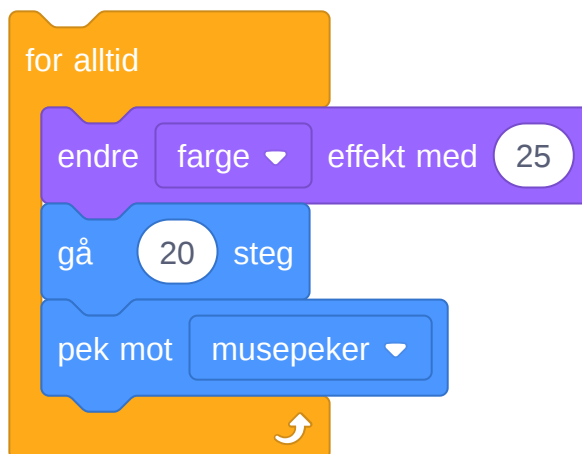 for alltid
endre farge effekt med 25
gå 20 steg
pek mot musepeker